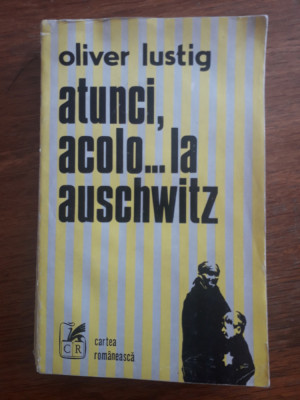 oliver lustig
atunci,
acolo... la
auschwitz
CR
cartea
românească